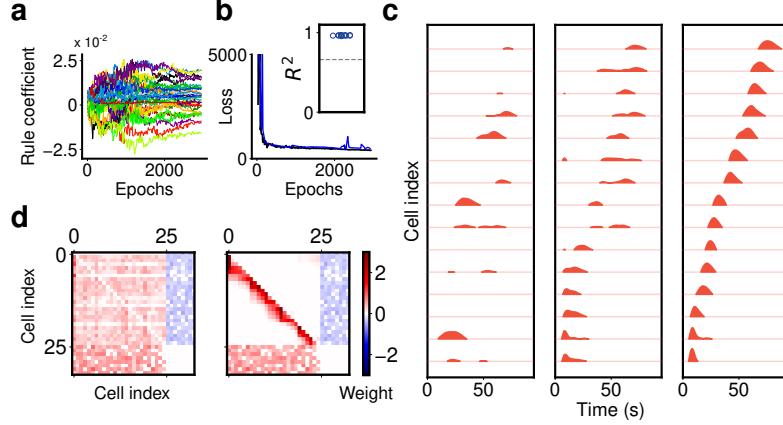 a
× 10⁻²
2.5
0
−2.5
Rule coefficient
0
2000
Epochs
b
5000
0
Loss
0
2000
Epochs
1
0
R²
c
Cell index
0
50
0
50
0
50
Time (s)
d
0
25
0
25
Cell index
0
25
Cell index
2
0
−2
Weight